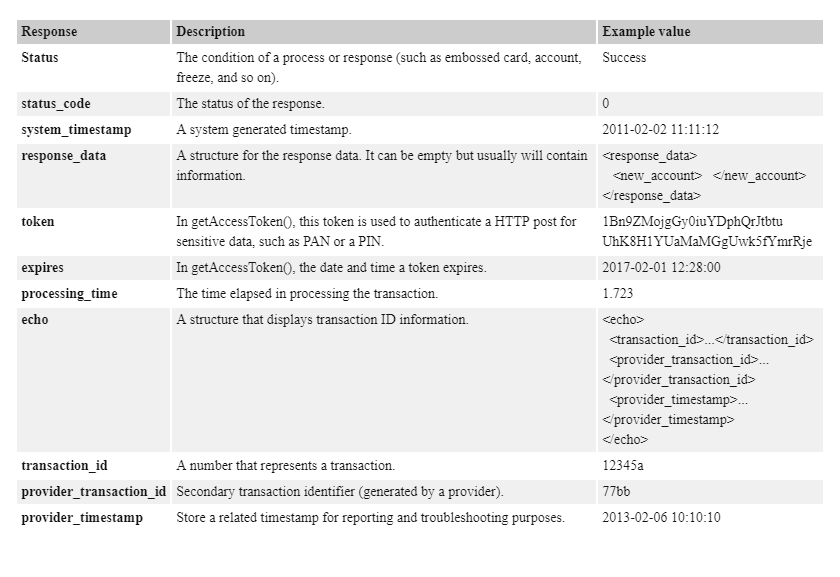 Response Description Example value
Status The condition of a process or response (such as embossed card, account, Success
freeze, and so on).
status_code The status of the response. 0
system_timestamp A system generated timestamp. 2011-02-02 11:11:12
response_data A structure for the response data. It can be empty but usually will contain <response_data>
information. <new_account> </new_account>
</response_data>
token In getAccessToken(), this token is used to authenticate a HTTP post for 1Bn9ZMojgGy0iuYDphQrJtbtu
sensitive data, such as PAN or a PIN. UhK8H1YUaMaMGgUwk5fYmrRje
expires In getAccessToken(), the date and time a token expires. 2017-02-01 12:28:00
processing_time The time elapsed in processing the transaction. 1.723
echo A structure that displays transaction ID information. <echo>
<transaction_id>...</transaction_id>
<provider_transaction_id>...
</provider_transaction_id>
<provider_timestamp>...
</provider_timestamp>
</echo>
transaction_id A number that represents a transaction. 12345a
provider_transaction_id Secondary transaction identifier (generated by a provider). 77bb
provider_timestamp Store a related timestamp for reporting and troubleshooting purposes. 2013-02-06 10:10:10